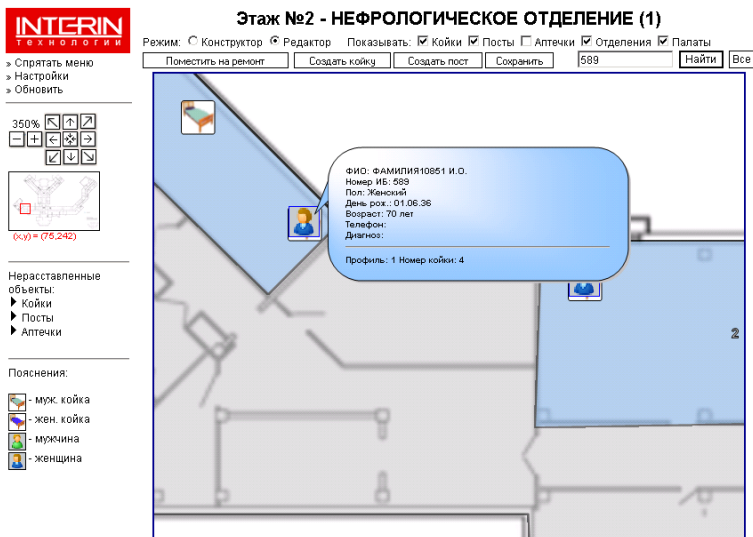 INTERIN
ТЕХНОЛОГИИ
Этаж №2 - НЕФРОЛОГИЧЕСКОЕ ОТДЕЛЕНИЕ (1)
Режим: Конструктор Редактор Показывать: Койки Посты Аптечки Отделения Палаты
Поместить на ремонт Создать койку Создать пост Сохранить 589 Найти Все
» Спрятать меню
» Настройки
» Обновить
350%
(x;y) = (75,242)
Нерасставленные
объекты:
Койки
Посты
Аптечки
Пояснения:
- муж. койка
- жен. койка
- мужчина
- женщина
ФИО: ФАМИЛИЯ10851 И.О.
Номер ИБ: 589
Пол: Женский
День рож.: 01.06.36
Возраст: 70 лет
Телефон:
Диагноз:
Профиль: 1 Номер койки: 4
2